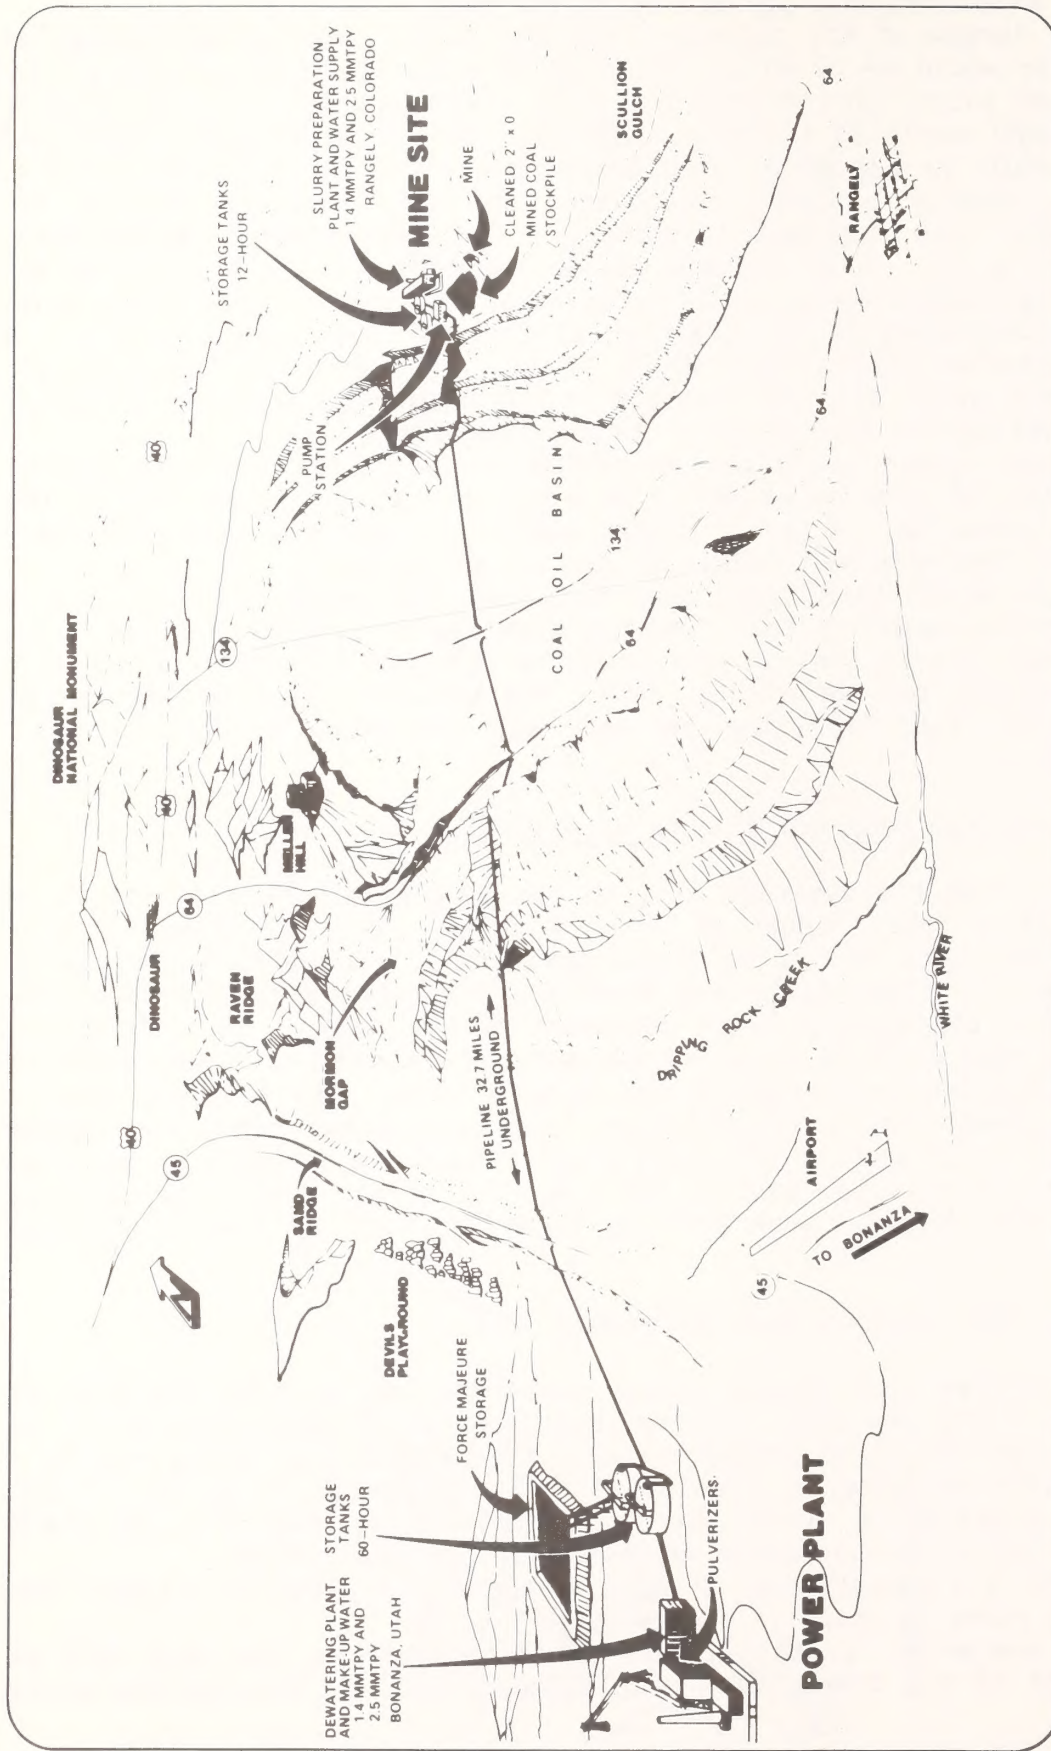 DINOSAUR
NATIONAL MONUMENT
40
40
40
STORAGE TANKS
12-HOUR
SLURRY PREPARATION
PLANT AND WATER SUPPLY
1.4 MMTPY AND 2.5 MMTPY
RANGELY, COLORADO
MINE SITE
MINE
CLEANED 2" x 0
MINED COAL
STOCKPILE
SCULLION
GULCH
64
RANGELY
PUMP
STATION
134
COAL OIL BASIN
134
64
64
MELLEN
HILL
64
DINOSAUR
RAVEN
RIDGE
MORMON
GAP
45
SAND
RIDGE
N
DEVILS
PLAYGROUND
PIPELINE 32.7 MILES
UNDERGROUND
DRIPPING ROCK CREEK
WHITE RIVER
AIRPORT
TO BONANZA
45
FORCE MAJEURE
STORAGE
STORAGE
TANKS
60-HOUR
DEWATERING PLANT
AND MAKE-UP WATER
1.4 MMTPY AND
2.5 MMTPY
BONANZA, UTAH
PULVERIZERS
POWER PLANT